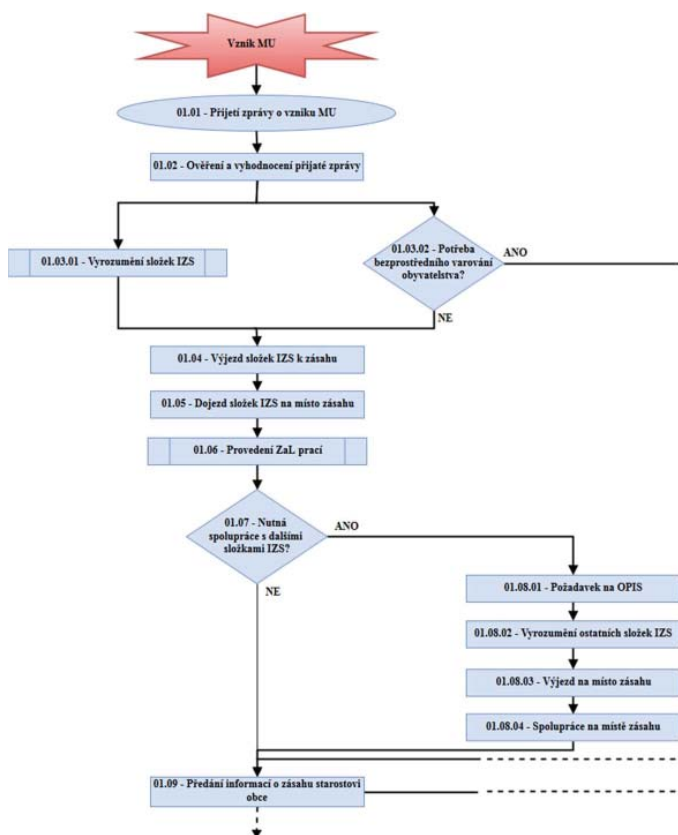 Vznik MU
01.01 - Přijetí zprávy o vzniku MU
01.02 - Ověření a vyhodnocení přijaté zprávy
01.03.01 - Vyrozumění složek IZS
01.03.02 - Potřeba
bezprostředního varování
obyvatelstva?
ANO
NE
01.04 - Výjezd složek IZS k zásahu
01.05 - Dojezd složek IZS na místo zásahu
01.06 - Provedení ZaL prací
01.07 - Nutná
spolupráce s dalšími
složkami IZS?
ANO
NE
01.08.01 - Požadavek na OPIS
01.08.02 - Vyrozumění ostatních složek IZS
01.08.03 - Výjezd na místo zásahu
01.08.04 - Spolupráce na místě zásahu
01.09 - Předání informací o zásahu starostovi
obce